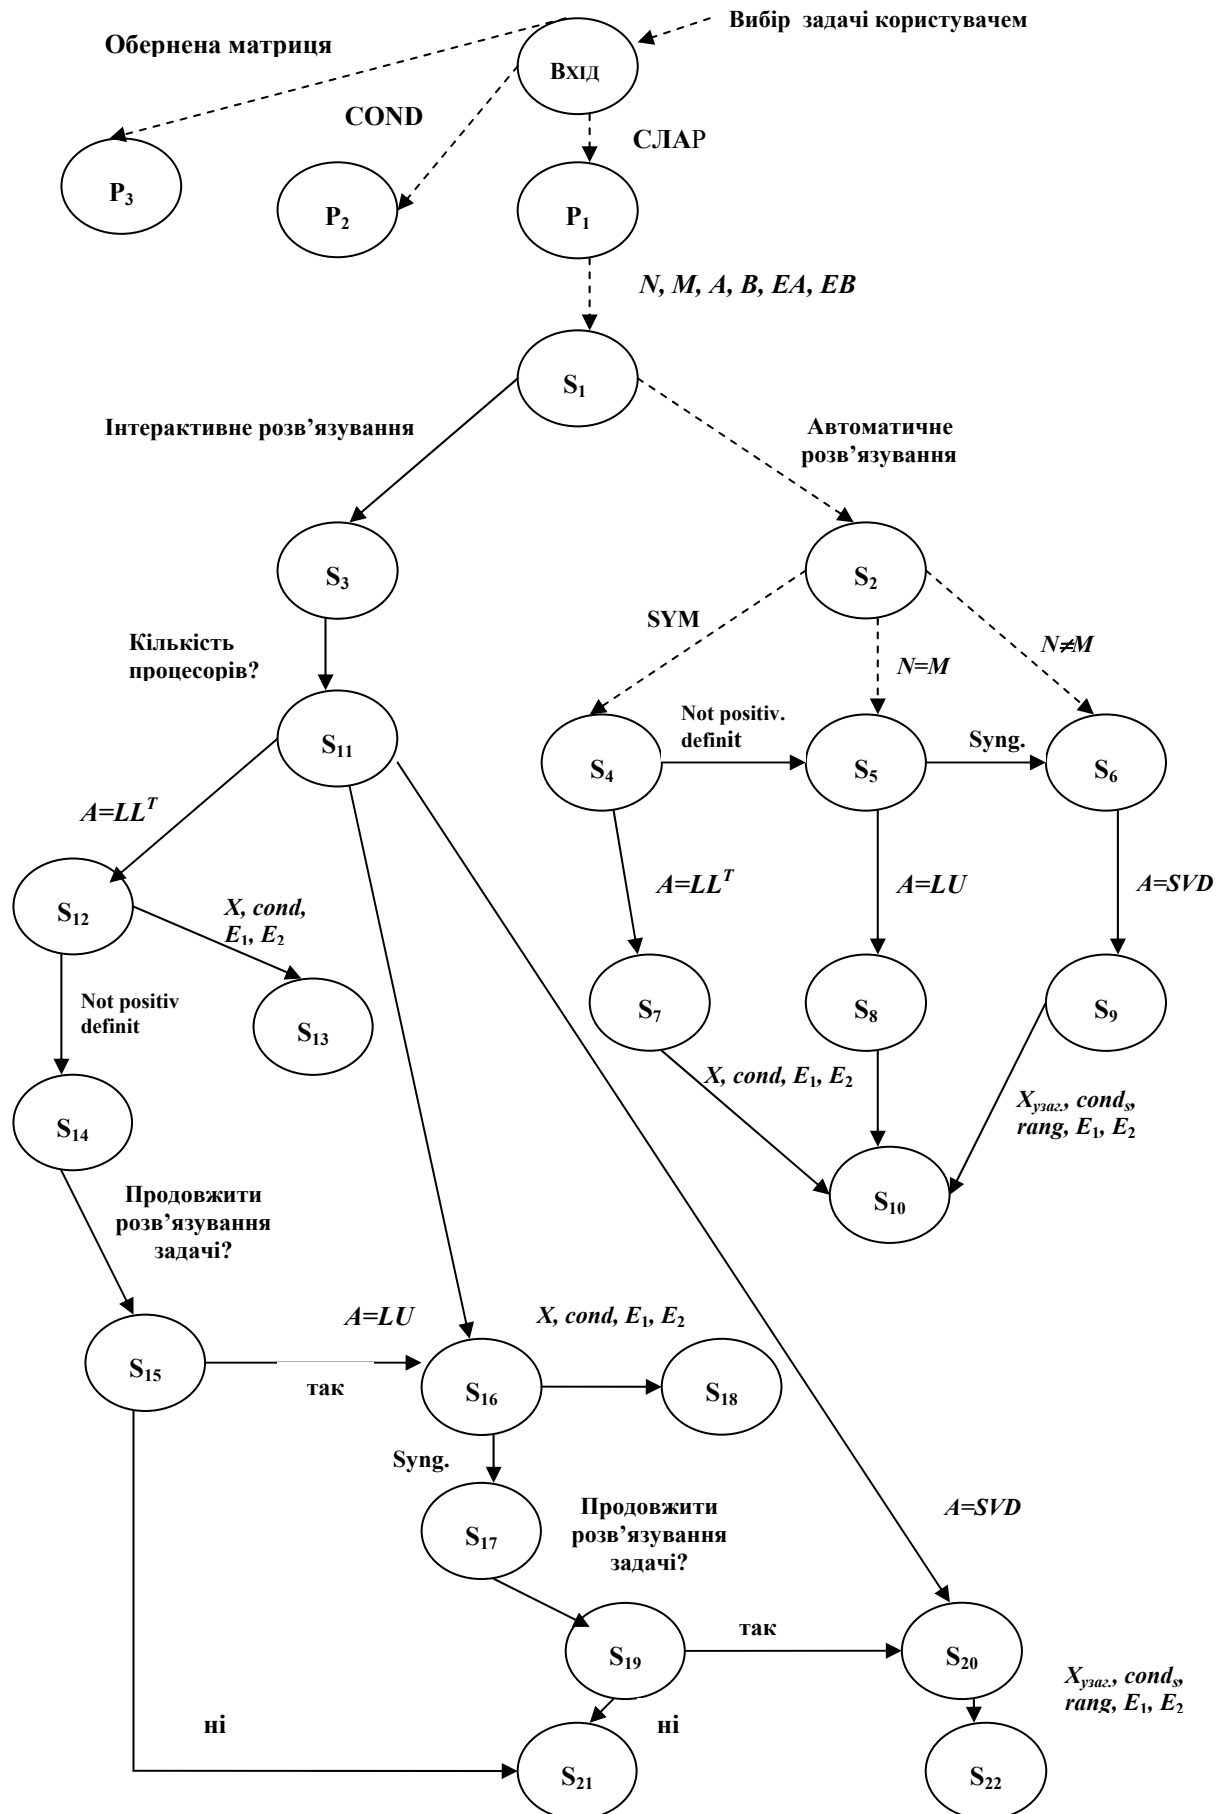 Вибір задачі користувачем
Обернена матриця
Вхід
COND
СЛАР
P3
P2
P1
N, M, A, B, EA, EB
S1
Інтерактивне розв'язування
Автоматичне
розв'язування
S3
S2
SYM
Кількість
процесорів?
N=M
N≠M
S11
Not positiv.
definit
Syng.
S4
S5
S6
A=LL^T
A=LL^T
A=LU
A=SVD
S12
X, cond,
E1, E2
Not positiv
definit
S13
S7
S8
S9
X, cond, E1, E2
Xузаг., conds,
rang, E1, E2
S14
S10
Продовжити
розв'язування
задачі?
A=LU
X, cond, E1, E2
S15
так
S16
S18
Syng.
S17
Продовжити
розв'язування
задачі?
A=SVD
S19
так
S20
Xузаг., conds,
rang, E1, E2
ні
ні
S21
S22